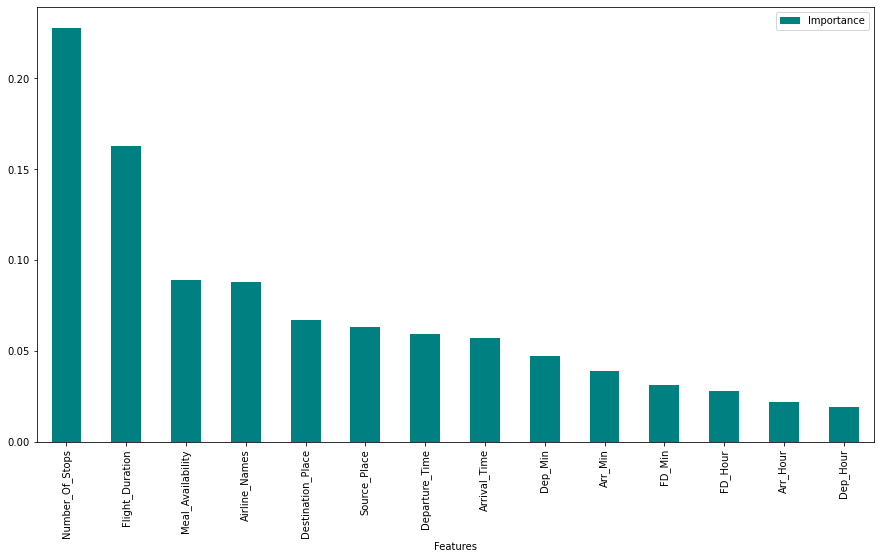 Importance
0.20
0.15
0.10
0.05
0.00
Number_Of_Stops
Flight_Duration
Meal_Availability
Airline_Names
Destination_Place
Source_Place
Departure_Time
Arrival_Time
Dep_Min
Arr_Min
FD_Min
FD_Hour
Arr_Hour
Dep_Hour
Features